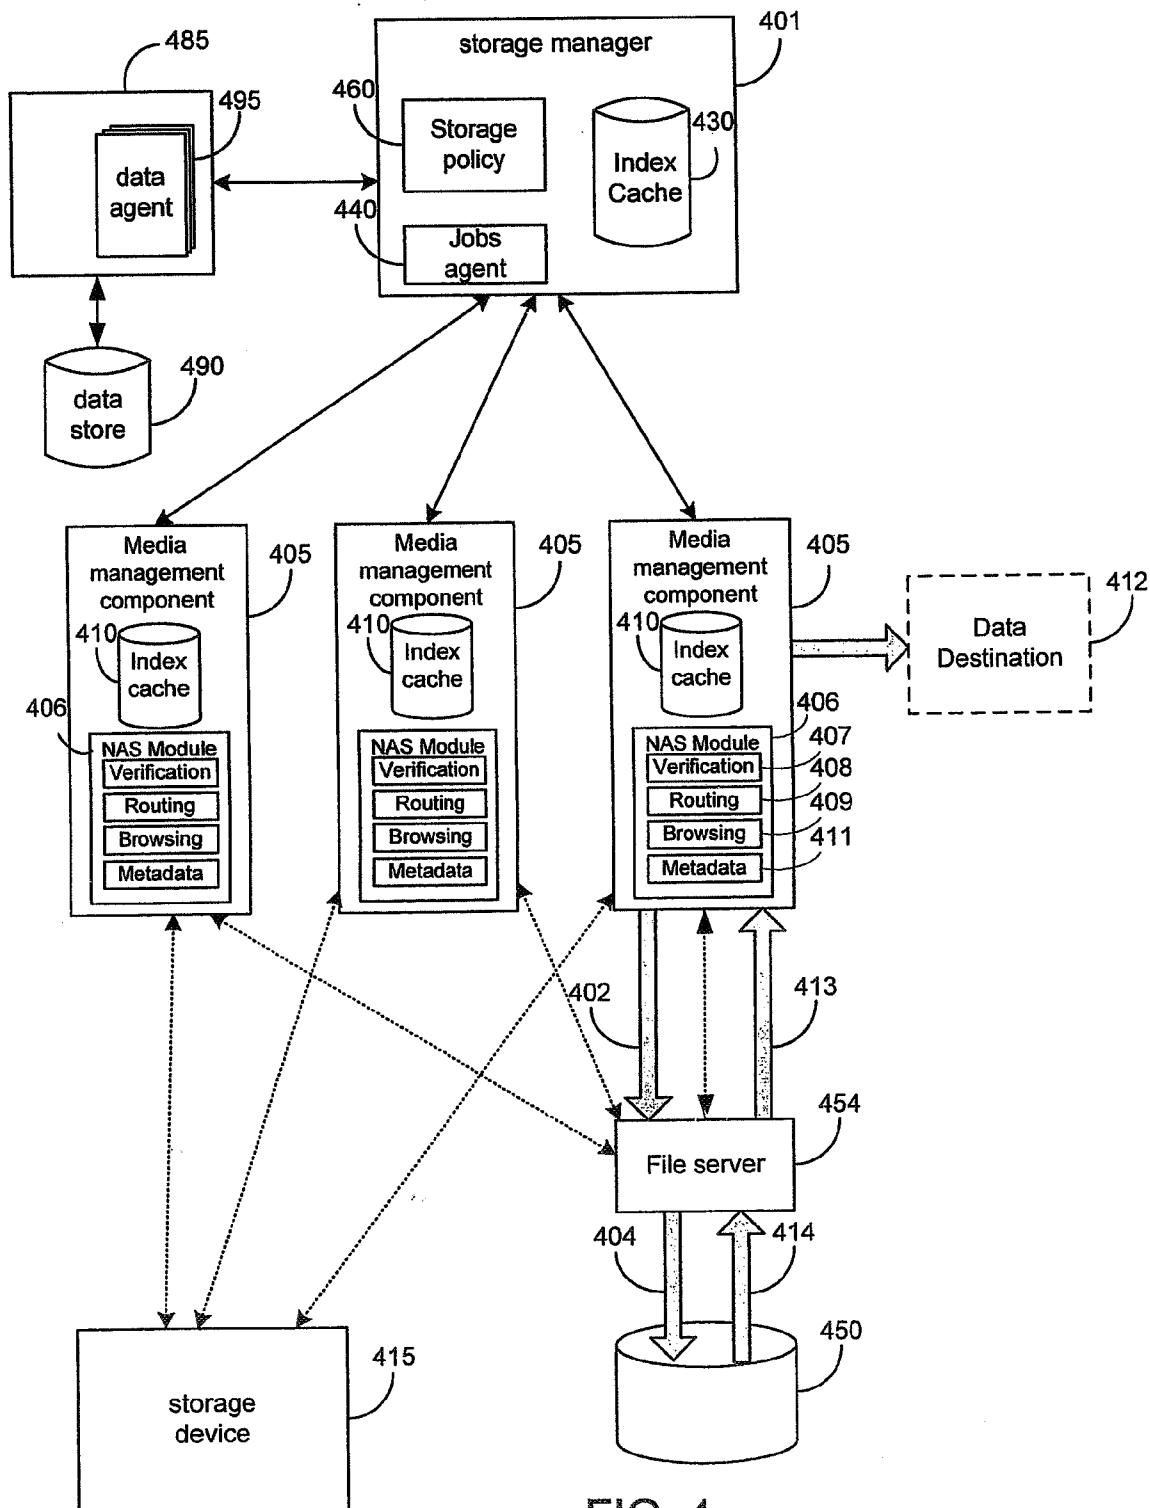 storage manager
401
485
460
Storage
policy
430
Index
Cache
495
data
agent
440
Jobs
agent
490
data
store
Media
management
component
405
410
Index
cache
406
NAS Module
Verification
Routing
Browsing
Metadata
Media
management
component
405
410
Index
cache
NAS Module
Verification
Routing
Browsing
Metadata
Media
management
component
405
410
Index
cache
406
NAS Module
Verification
407
Routing
408
Browsing
409
Metadata
411
412
Data
Destination
402
413
454
File server
404
414
450
415
storage
device